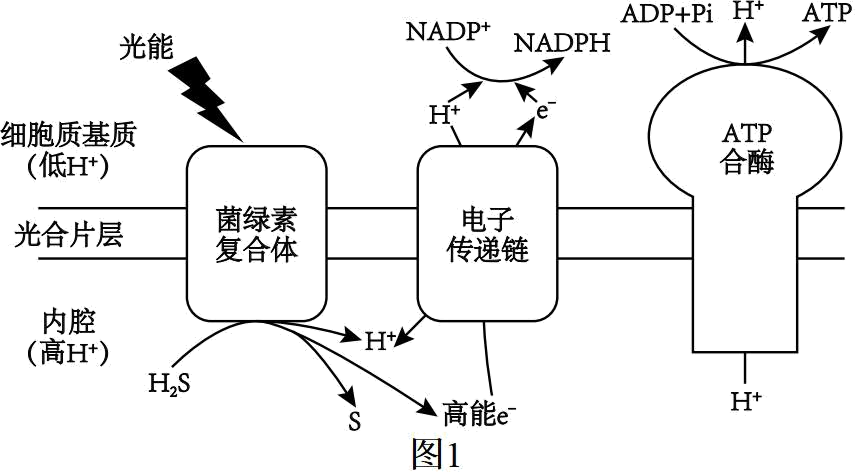 光能
NADP⁺
NADPH
ADP+Pi
H⁺
ATP
H⁺
e⁻
细胞质基质
(低H⁺)
ATP
合酶
光合片层
菌绿素
复合体
电子
传递链
内腔
(高H⁺)
H₂S
H⁺
S
高能e⁻
H⁺
图1